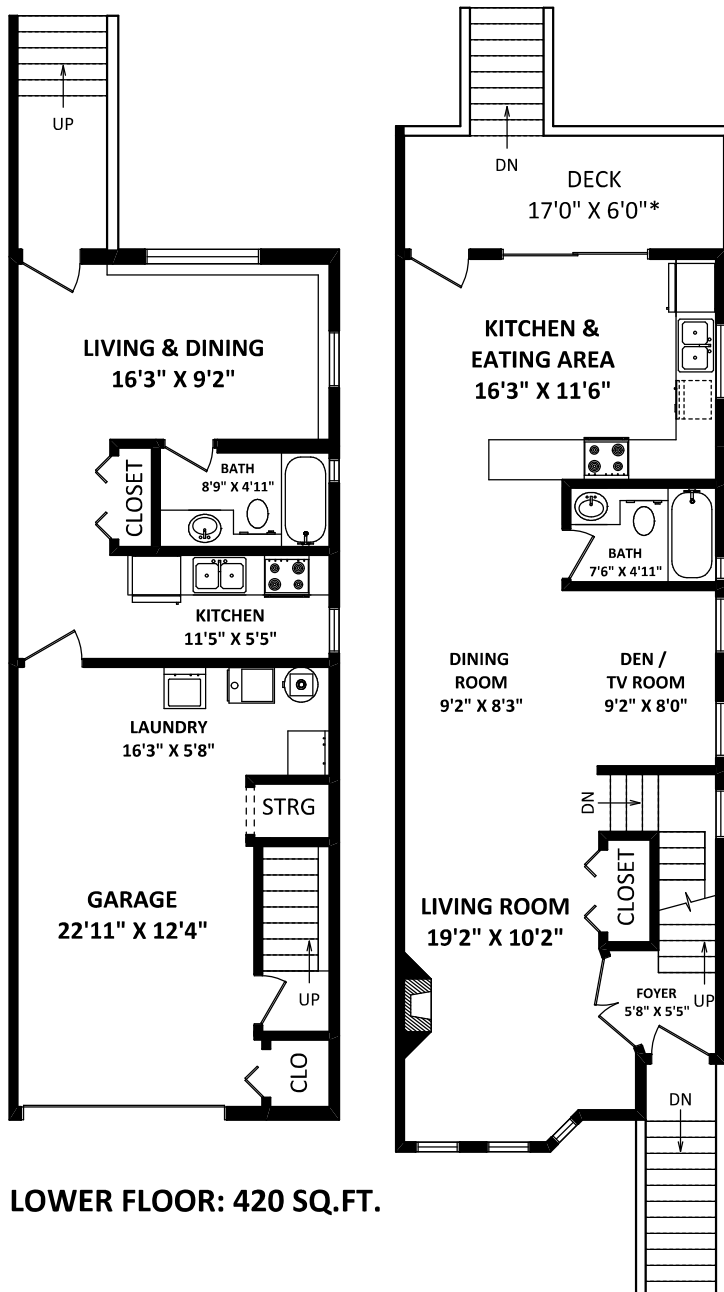 UP
LIVING & DINING
16'3" X 9'2"
CLOSET
BATH
8'9" X 4'11"
KITCHEN
11'5" X 5'5"
LAUNDRY
16'3" X 5'8"
STRG
GARAGE
22'11" X 12'4"
UP
CLO
LOWER FLOOR: 420 SQ.FT.
DN
DECK
17'0" X 6'0"*
KITCHEN &
EATING AREA
16'3" X 11'6"
BATH
7'6" X 4'11"
DINING
ROOM
9'2" X 8'3"
DEN /
TV ROOM
9'2" X 8'0"
DN
CLOSET
LIVING ROOM
19'2" X 10'2"
FOYER
5'8" X 5'5"
UP
DN